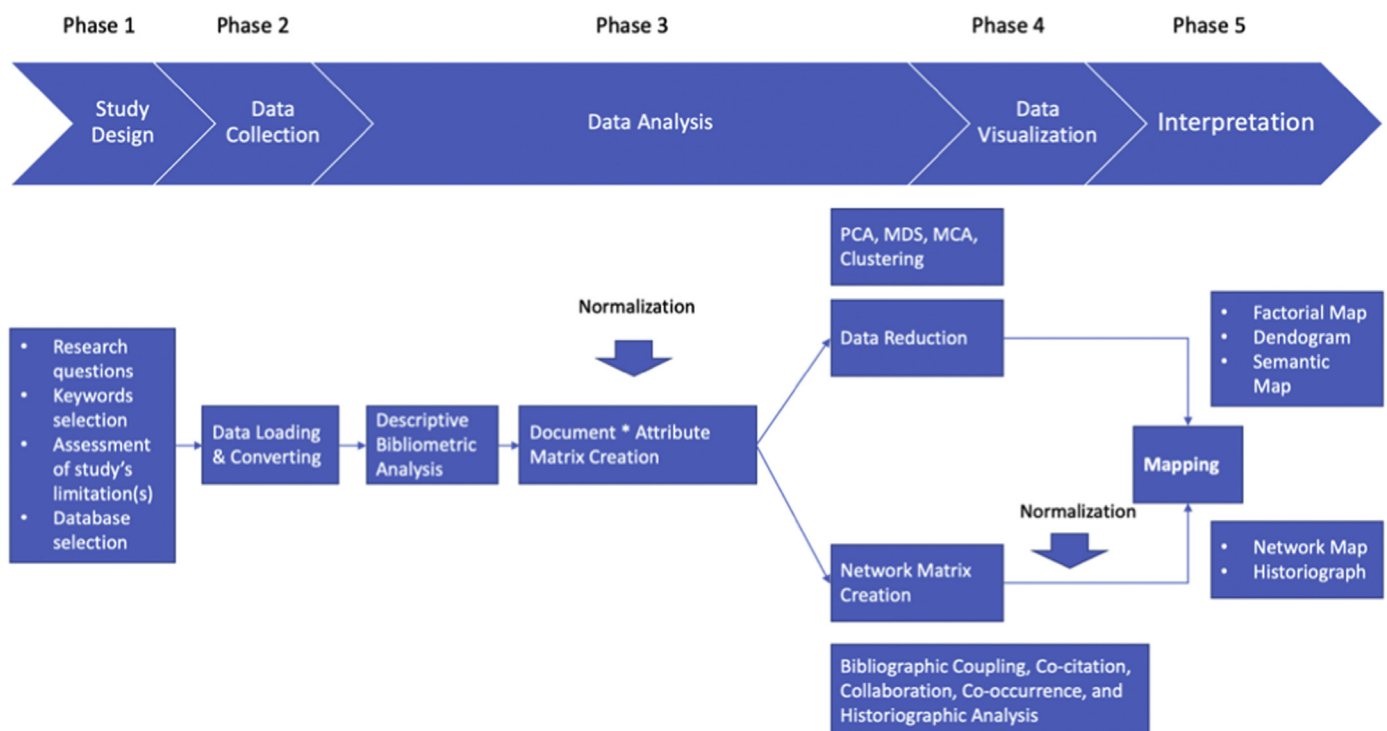 Phase 1
Phase 2
Phase 3
Phase 4
Phase 5
Study
Design
Data
Collection
Data Analysis
Data
Visualization
Interpretation
PCA, MDS, MCA,
Clustering
Normalization
• Research
questions
• Keywords
selection
• Assessment
of study's
limitation(s)
• Database
selection
Data Loading
& Converting
Descriptive
Bibliometric
Analysis
Document * Attribute
Matrix Creation
Data Reduction
• Factorial Map
• Dendogram
• Semantic
Map
Mapping
Normalization
Network Matrix
Creation
• Network Map
• Historiograph
Bibliographic Coupling, Co-citation,
Collaboration, Co-occurrence, and
Historiographic Analysis